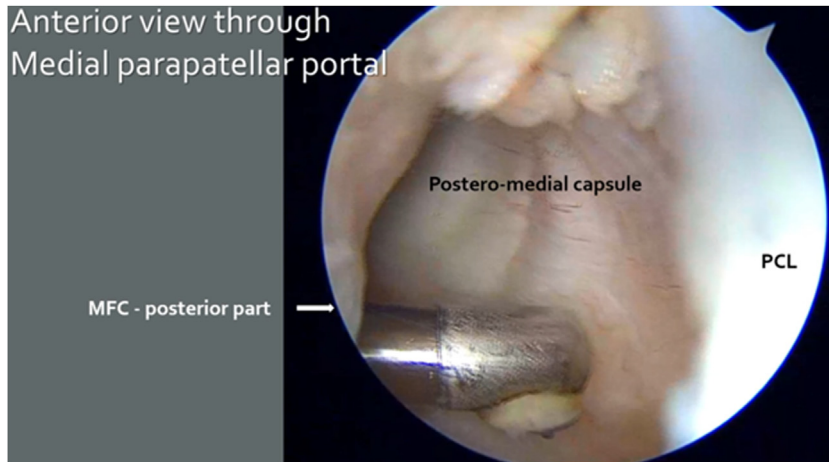 Anterior view through
Medial parapatellar portal
Postero-medial capsule
PCL
MFC - posterior part